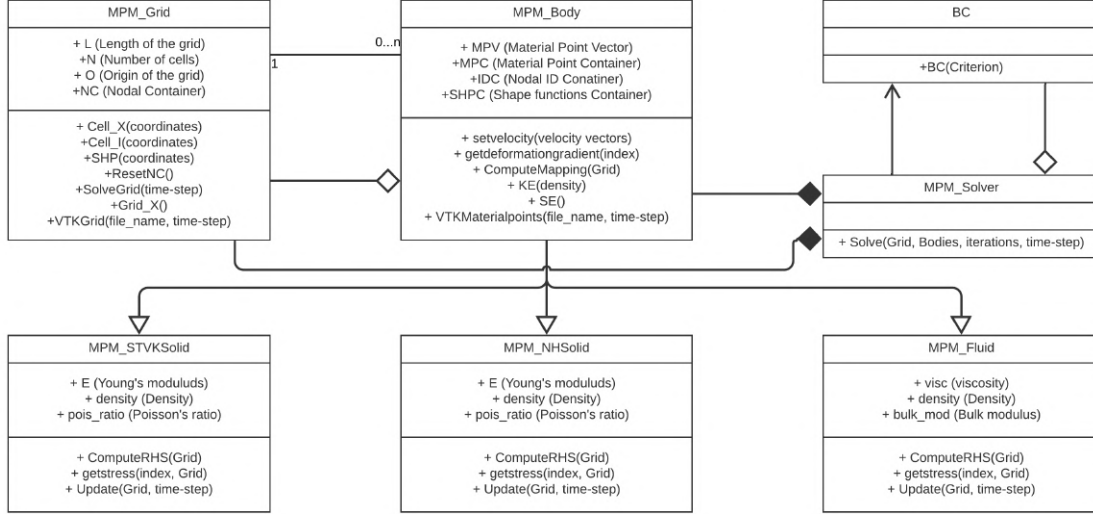 MPM_Grid
+ L (Length of the grid)
+N (Number of cells)
+ O (Origin of the grid)
+NC (Nodal Container)
+ Cell_X(coordinates)
+Cell_I(coordinates)
+SHP(coordinates)
+ResetNC()
+SolveGrid(time-step)
+Grid_X()
+VTKGrid(file_name, time-step)
1
0...n
MPM_Body
+ MPV (Material Point Vector)
+MPC (Material Point Container)
+IDC (Nodal ID Conatiner)
+SHPC (Shape functions Container)
+ setvelocity(velocity vectors)
+ getdeformationgradient(index)
+ ComputeMapping(Grid)
+ KE(density)
+ SE()
+ VTKMaterialpoints(file_name, time-step)
BC
+BC(Criterion)
MPM_Solver
+ Solve(Grid, Bodies, iterations, time-step)
MPM_STVKSolid
+ E (Young's moduluds)
+ density (Density)
+ pois_ratio (Poisson's ratio)
+ ComputeRHS(Grid)
+ getstress(index, Grid)
+ Update(Grid, time-step)
MPM_NHSolid
+ E (Young's moduluds)
+ density (Density)
+ pois_ratio (Poisson's ratio)
+ ComputeRHS(Grid)
+ getstress(index, Grid)
+ Update(Grid, time-step)
MPM_Fluid
+ visc (viscosity)
+ density (Density)
+ bulk_mod (Bulk modulus)
+ ComputeRHS(Grid)
+ getstress(index, Grid)
+ Update(Grid, time-step)